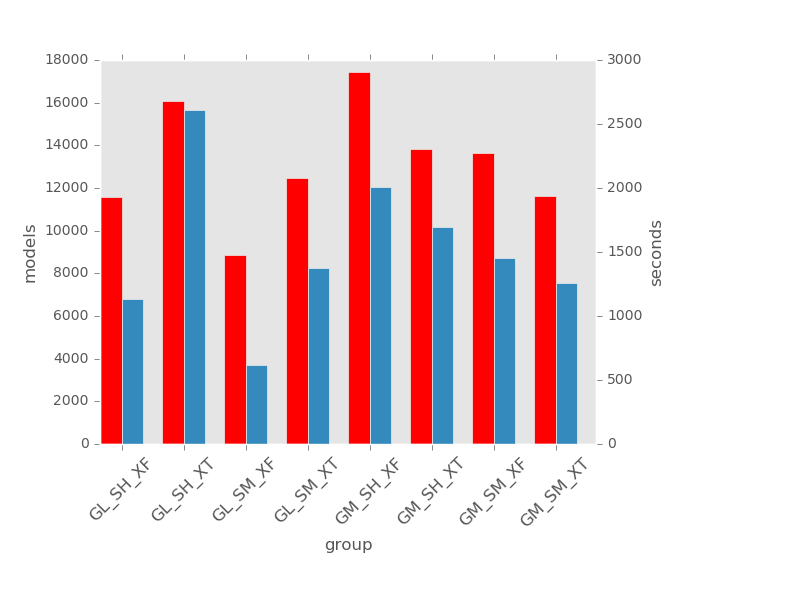 18000
16000
14000
12000
10000
8000
6000
4000
2000
0
models
3000
2500
2000
1500
1000
500
0
seconds
GL_SH_XF
GL_SH_XT
GL_SM_XF
GL_SM_XT
GM_SH_XF
GM_SH_XT
GM_SM_XF
GM_SM_XT
group